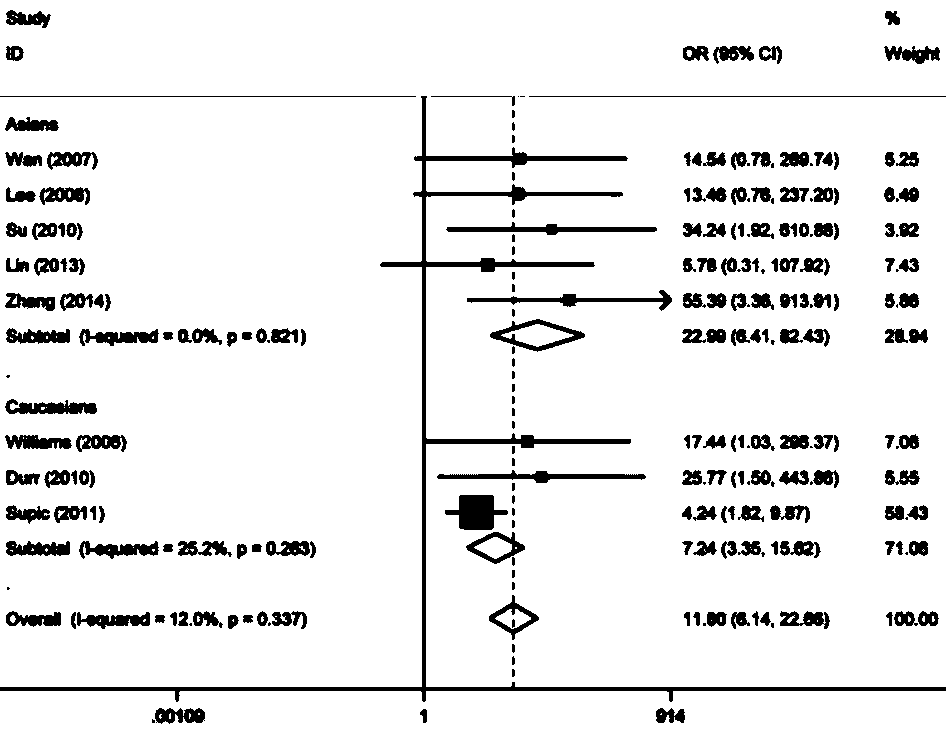 Study
%
ID
OR (95% CI)
Weight
Asians
Wan (2007) 14.54 (0.78, 269.74) 5.25
Lee (2006) 13.46 (0.76, 237.20) 6.49
Su (2010) 34.24 (1.92, 610.86) 3.92
Lin (2013) 5.78 (0.31, 107.92) 7.43
Zhang (2014) 55.39 (3.36, 913.91) 5.86
Subtotal (I-squared = 0.0%, p = 0.821) 22.99 (6.41, 82.43) 28.94
.
Caucasians
Williams (2006) 17.44 (1.03, 296.37) 7.08
Durr (2010) 25.77 (1.50, 443.86) 5.55
Supic (2011) 4.24 (1.82, 9.87) 58.43
Subtotal (I-squared = 25.2%, p = 0.263) 7.24 (3.35, 15.62) 71.06
.
Overall (I-squared = 12.0%, p = 0.337) 11.80 (6.14, 22.66) 100.00
.00109 1 914